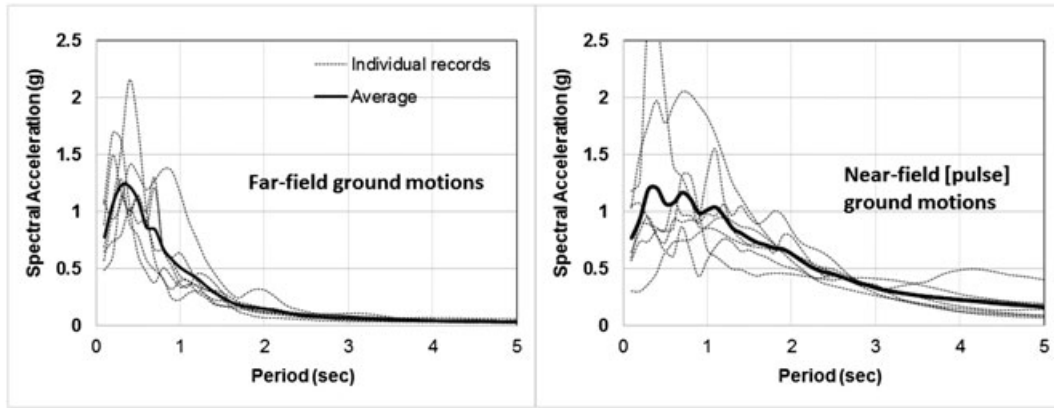 2.5
2
1.5
1
0.5
0
Spectral Acceleration (g)
Individual records
Average
Far-field ground motions
0 1 2 3 4 5
Period (sec)
2.5
2
1.5
1
0.5
0
Spectral Acceleration (g)
Near-field [pulse]
ground motions
0 1 2 3 4 5
Period (sec)